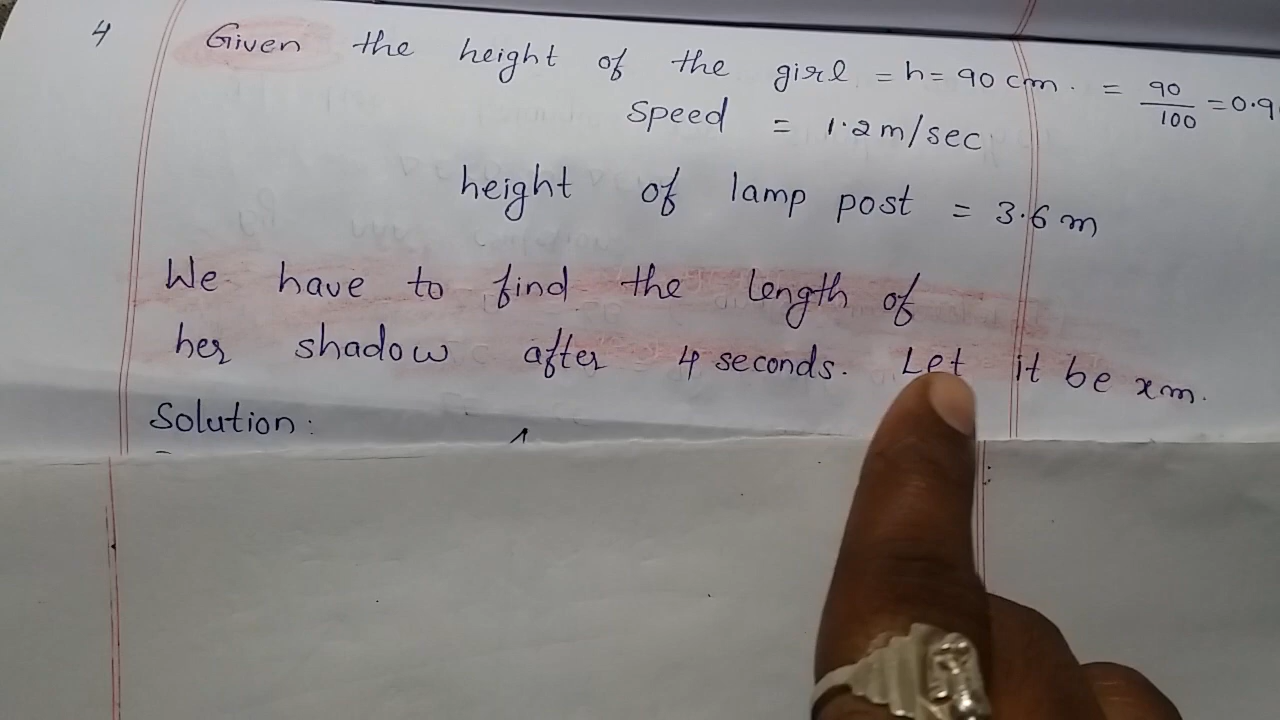 4 Given the height of the girl = h = 90 cm. = 90/100 = 0.9
Speed = 1.2 m/sec
height of lamp post = 3.6 m
We have to find the length of
her shadow after 4 seconds. Let it be xm.
Solution: